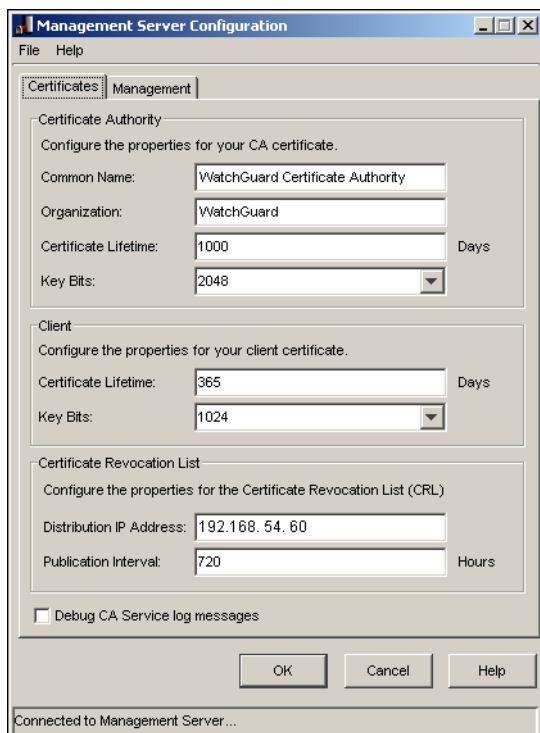 Management Server Configuration
File Help
Certificates Management
Certificate Authority
Configure the properties for your CA certificate.
Common Name: WatchGuard Certificate Authority
Organization: WatchGuard
Certificate Lifetime: 1000 Days
Key Bits: 2048
Client
Configure the properties for your client certificate.
Certificate Lifetime: 365 Days
Key Bits: 1024
Certificate Revocation List
Configure the properties for the Certificate Revocation List (CRL)
Distribution IP Address: 192.168. 54. 60
Publication Interval: 720 Hours
Debug CA Service log messages
OK Cancel Help
Connected to Management Server...